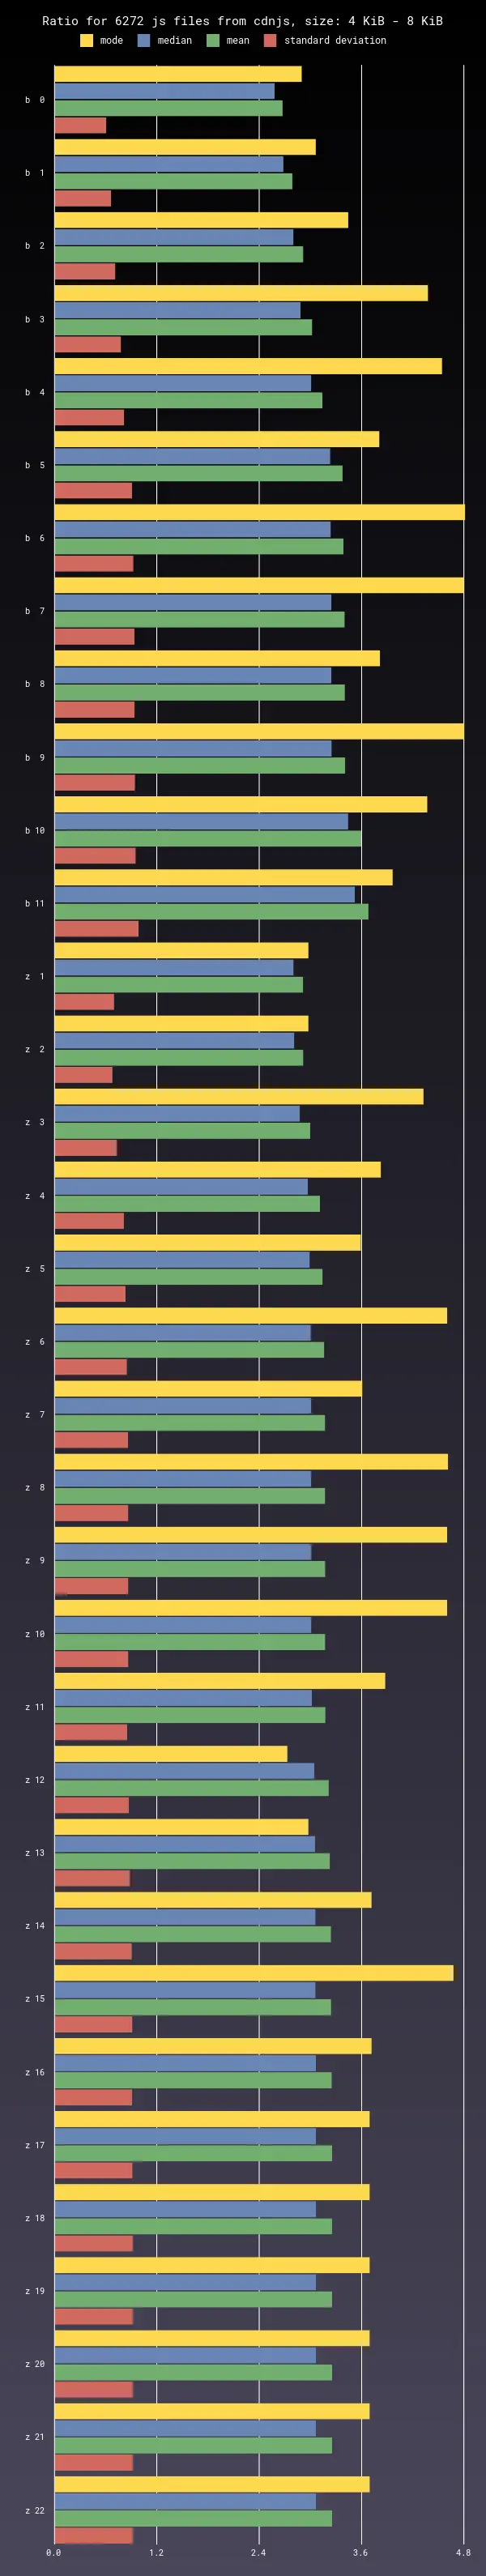 Ratio for 6272 js files from cdnjs, size: 4 KiB - 8 KiB
mode median mean standard deviation
b 0
b 1
b 2
b 3
b 4
b 5
b 6
b 7
b 8
b 9
b 10
b 11
z 1
z 2
z 3
z 4
z 5
z 6
z 7
z 8
z 9
z 10
z 11
z 12
z 13
z 14
z 15
z 16
z 17
z 18
z 19
z 20
z 21
z 22
0.0 1.2 2.4 3.6 4.8